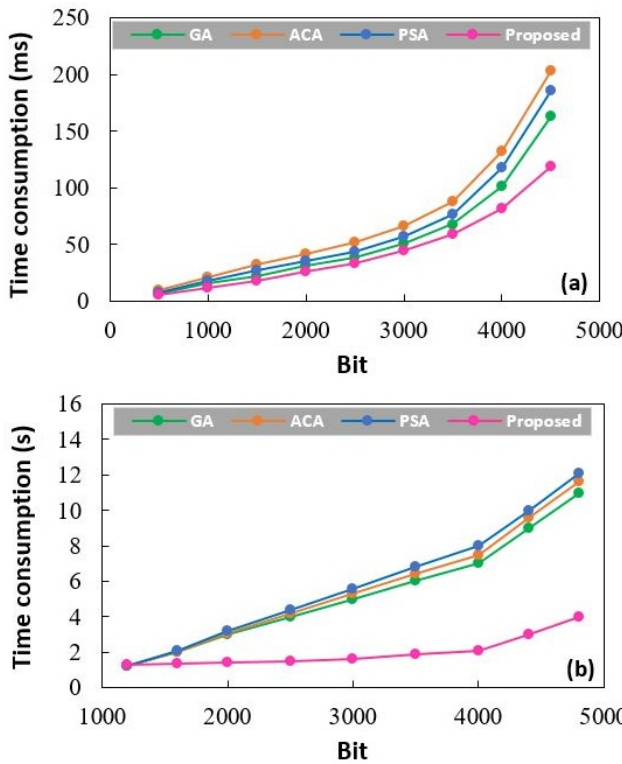 250
GA ACA PSA Proposed
200
150
100
50
0
Time consumption (ms)
(a)
0 1000 2000 3000 4000 5000
Bit
16
GA ACA PSA Proposed
14
12
10
8
6
4
2
0
Time consumption (s)
(b)
1000 2000 3000 4000 5000
Bit